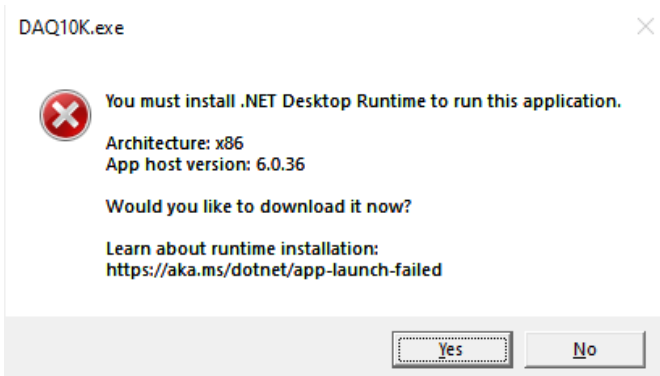 DAQ10K.exe
You must install .NET Desktop Runtime to run this application.
Architecture: x86
App host version: 6.0.36
Would you like to download it now?
Learn about runtime installation:
https://aka.ms/dotnet/app-launch-failed
Yes
No